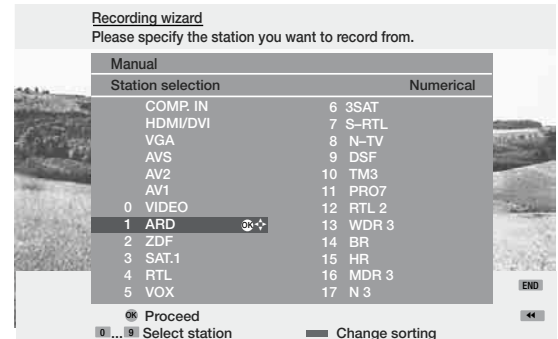 Recording wizard
Please specify the station you want to record from.
Manual
Station selection Numerical
COMP. IN
HDMI/DVI
VGA
AVS
AV2
AV1
0 VIDEO
1 ARD OK
2 ZDF
3 SAT.1
4 RTL
5 VOX
6 3SAT
7 S–RTL
8 N–TV
9 DSF
10 TM3
11 PRO7
12 RTL 2
13 WDR 3
14 BR
15 HR
16 MDR 3
17 N 3
END
OK Proceed
0 ... 9 Select station Change sorting